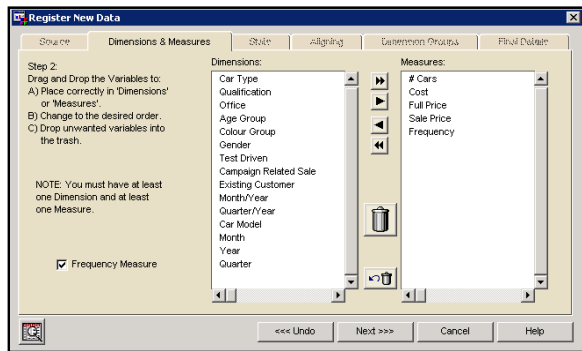 Register New Data
Source
Dimensions & Measures
Style
Aligning
Dimension Groups
Final Details
Step 2:
Drag and Drop the Variables to:
A) Place correctly in 'Dimensions'
or 'Measures'.
B) Change to the desired order.
C) Drop unwanted variables into
the trash.
NOTE: You must have at least
one Dimension and at least
one Measure.
Frequency Measure
Dimensions:
Car Type
Qualification
Office
Age Group
Colour Group
Gender
Test Driven
Campaign Related Sale
Existing Customer
Month/Year
Quarter/Year
Car Model
Month
Year
Quarter
Measures:
# Cars
Cost
Full Price
Sale Price
Frequency
<<< Undo
Next >>>
Cancel
Help